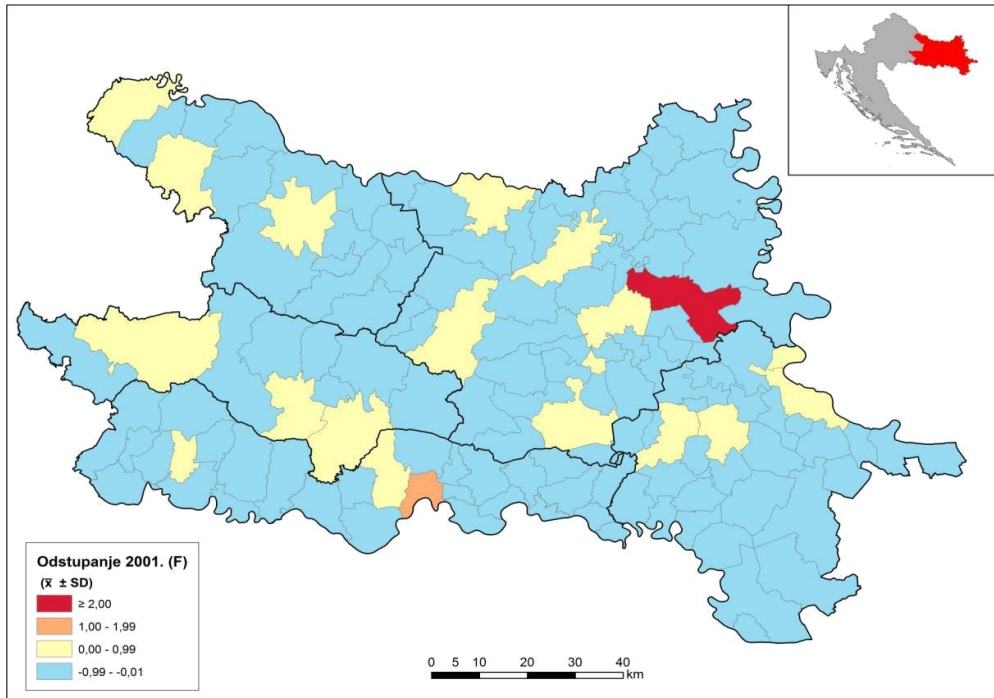 Odstupanje 2001. (F)
(x̄ ± SD)
≥ 2,00
1,00 - 1,99
0,00 - 0,99
-0,99 - -0,01
0 5 10 20 30 40
km